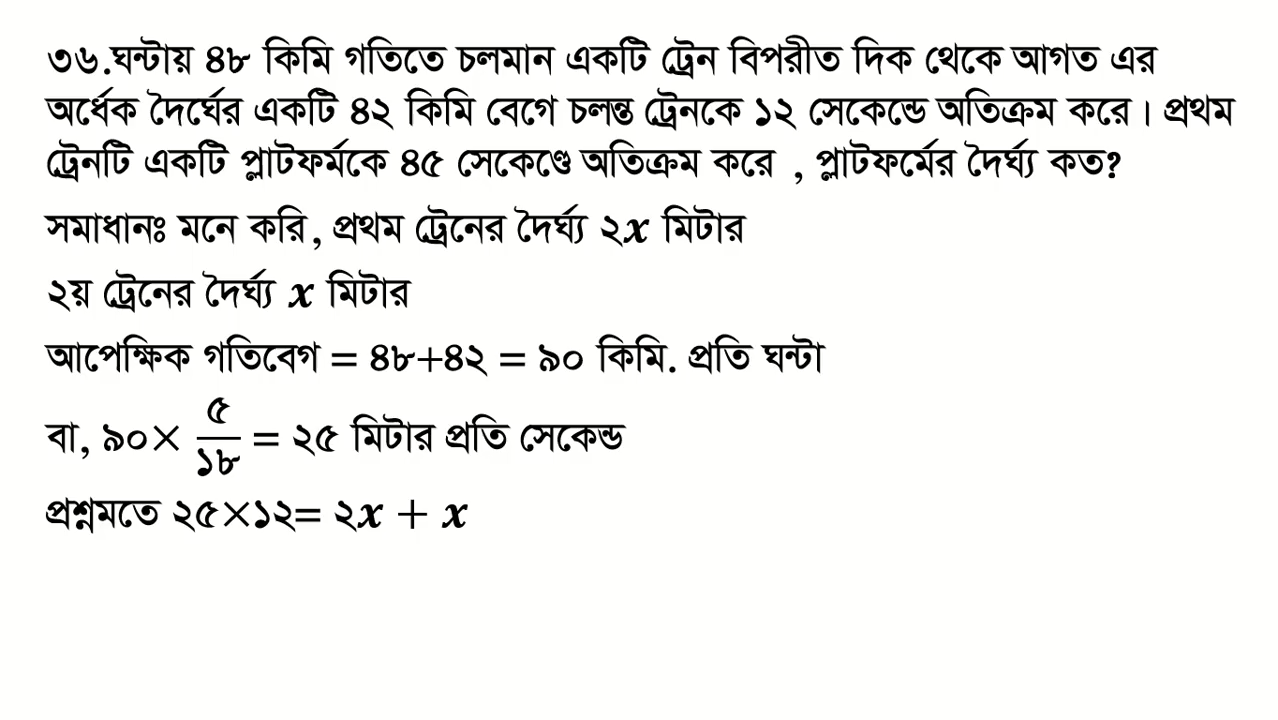 ৩৬.ঘন্টায় ৪৮ কিমি গতিতে চলমান একটি ট্রেন বিপরীত দিক থেকে আগত এর
অর্ধেক দৈর্ঘের একটি ৪২ কিমি বেগে চলন্ত ট্রেনকে ১২ সেকেন্ডে অতিক্রম করে। প্রথম
ট্রেনটি একটি প্লাটফর্মকে ৪৫ সেকেণ্ডে অতিক্রম করে , প্লাটফর্মের দৈর্ঘ্য কত?
সমাধানঃ মনে করি, প্রথম ট্রেনের দৈর্ঘ্য ২x মিটার
২য় ট্রেনের দৈর্ঘ্য x মিটার
আপেক্ষিক গতিবেগ = ৪৮+৪২ = ৯০ কিমি. প্রতি ঘন্টা
বা, ৯০× ৫/১৮ = ২৫ মিটার প্রতি সেকেন্ড
প্রশ্নমতে ২৫×১২= ২x + x